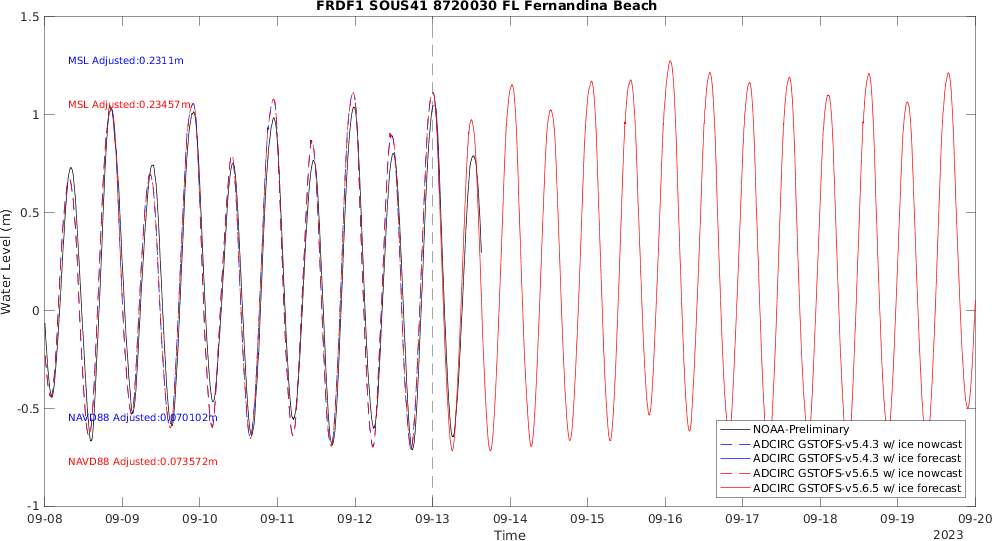 FRDF1 SOUS41 8720030 FL Fernandina Beach
1.5
1
0.5
0
-0.5
-1
Water Level (m)
MSL Adjusted:0.2311m
MSL Adjusted:0.23457m
NAVD88 Adjusted:0.070102m
NAVD88 Adjusted:0.073572m
NOAA-Preliminary
ADCIRC GSTOFS-v5.4.3 w/ ice nowcast
ADCIRC GSTOFS-v5.4.3 w/ ice forecast
ADCIRC GSTOFS-v5.6.5 w/ ice nowcast
ADCIRC GSTOFS-v5.6.5 w/ ice forecast
09-08 09-09 09-10 09-11 09-12 09-13 09-14 09-15 09-16 09-17 09-18 09-19 09-20
Time
2023